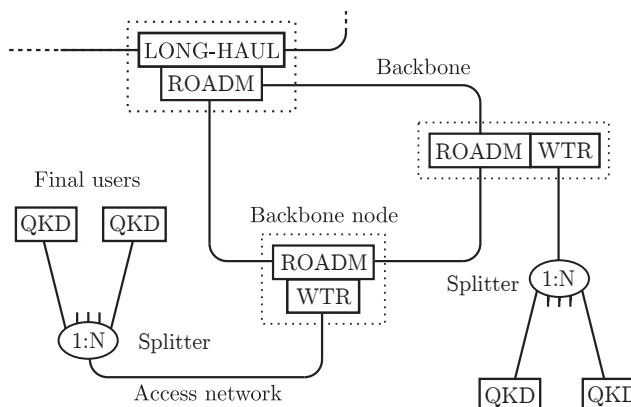 LONG-HAUL
ROADM
Backbone
ROADM WTR
Final users
QKD QKD
Backbone node
ROADM
WTR
Splitter
1:N
1:N
Splitter
Access network
QKD QKD